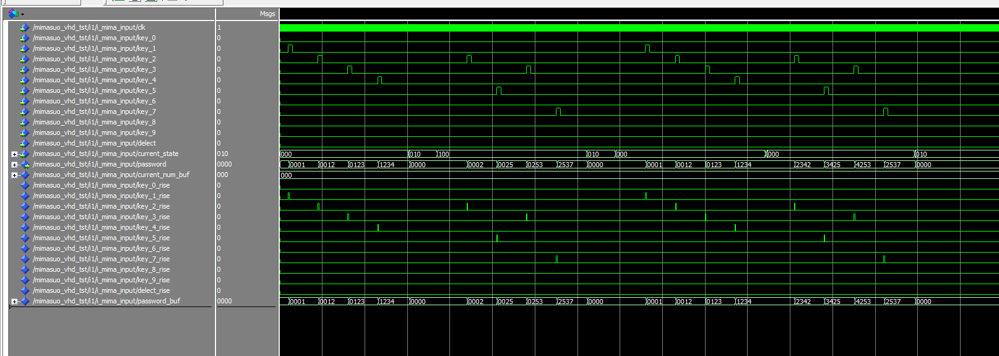 Msgs
/mimasuo_vhd_tst/i1/i_mima_input/clk 1
/mimasuo_vhd_tst/i1/i_mima_input/key_0 0
/mimasuo_vhd_tst/i1/i_mima_input/key_1 0
/mimasuo_vhd_tst/i1/i_mima_input/key_2 0
/mimasuo_vhd_tst/i1/i_mima_input/key_3 0
/mimasuo_vhd_tst/i1/i_mima_input/key_4 0
/mimasuo_vhd_tst/i1/i_mima_input/key_5 0
/mimasuo_vhd_tst/i1/i_mima_input/key_6 0
/mimasuo_vhd_tst/i1/i_mima_input/key_7 0
/mimasuo_vhd_tst/i1/i_mima_input/key_8 0
/mimasuo_vhd_tst/i1/i_mima_input/key_9 0
/mimasuo_vhd_tst/i1/i_mima_input/delect 0
/mimasuo_vhd_tst/i1/i_mima_input/current_state 010 000 010 100 010 000 000 010
/mimasuo_vhd_tst/i1/i_mima_input/password 0000 0001 0012 0123 1234 0000 0002 0025 0253 2537 0000 0001 0012 0123 1234 2342 3425 4253 2537 0000
/mimasuo_vhd_tst/i1/i_mima_input/current_num_buf 000 000
/mimasuo_vhd_tst/i1/i_mima_input/key_0_rise 0
/mimasuo_vhd_tst/i1/i_mima_input/key_1_rise 0
/mimasuo_vhd_tst/i1/i_mima_input/key_2_rise 0
/mimasuo_vhd_tst/i1/i_mima_input/key_3_rise 0
/mimasuo_vhd_tst/i1/i_mima_input/key_4_rise 0
/mimasuo_vhd_tst/i1/i_mima_input/key_5_rise 0
/mimasuo_vhd_tst/i1/i_mima_input/key_6_rise 0
/mimasuo_vhd_tst/i1/i_mima_input/key_7_rise 0
/mimasuo_vhd_tst/i1/i_mima_input/key_8_rise 0
/mimasuo_vhd_tst/i1/i_mima_input/key_9_rise 0
/mimasuo_vhd_tst/i1/i_mima_input/delect_rise 0
/mimasuo_vhd_tst/i1/i_mima_input/password_buf 0000 0001 0012 0123 1234 0000 0002 0025 0253 2537 0000 0001 0012 0123 1234 2342 3425 4253 2537 0000